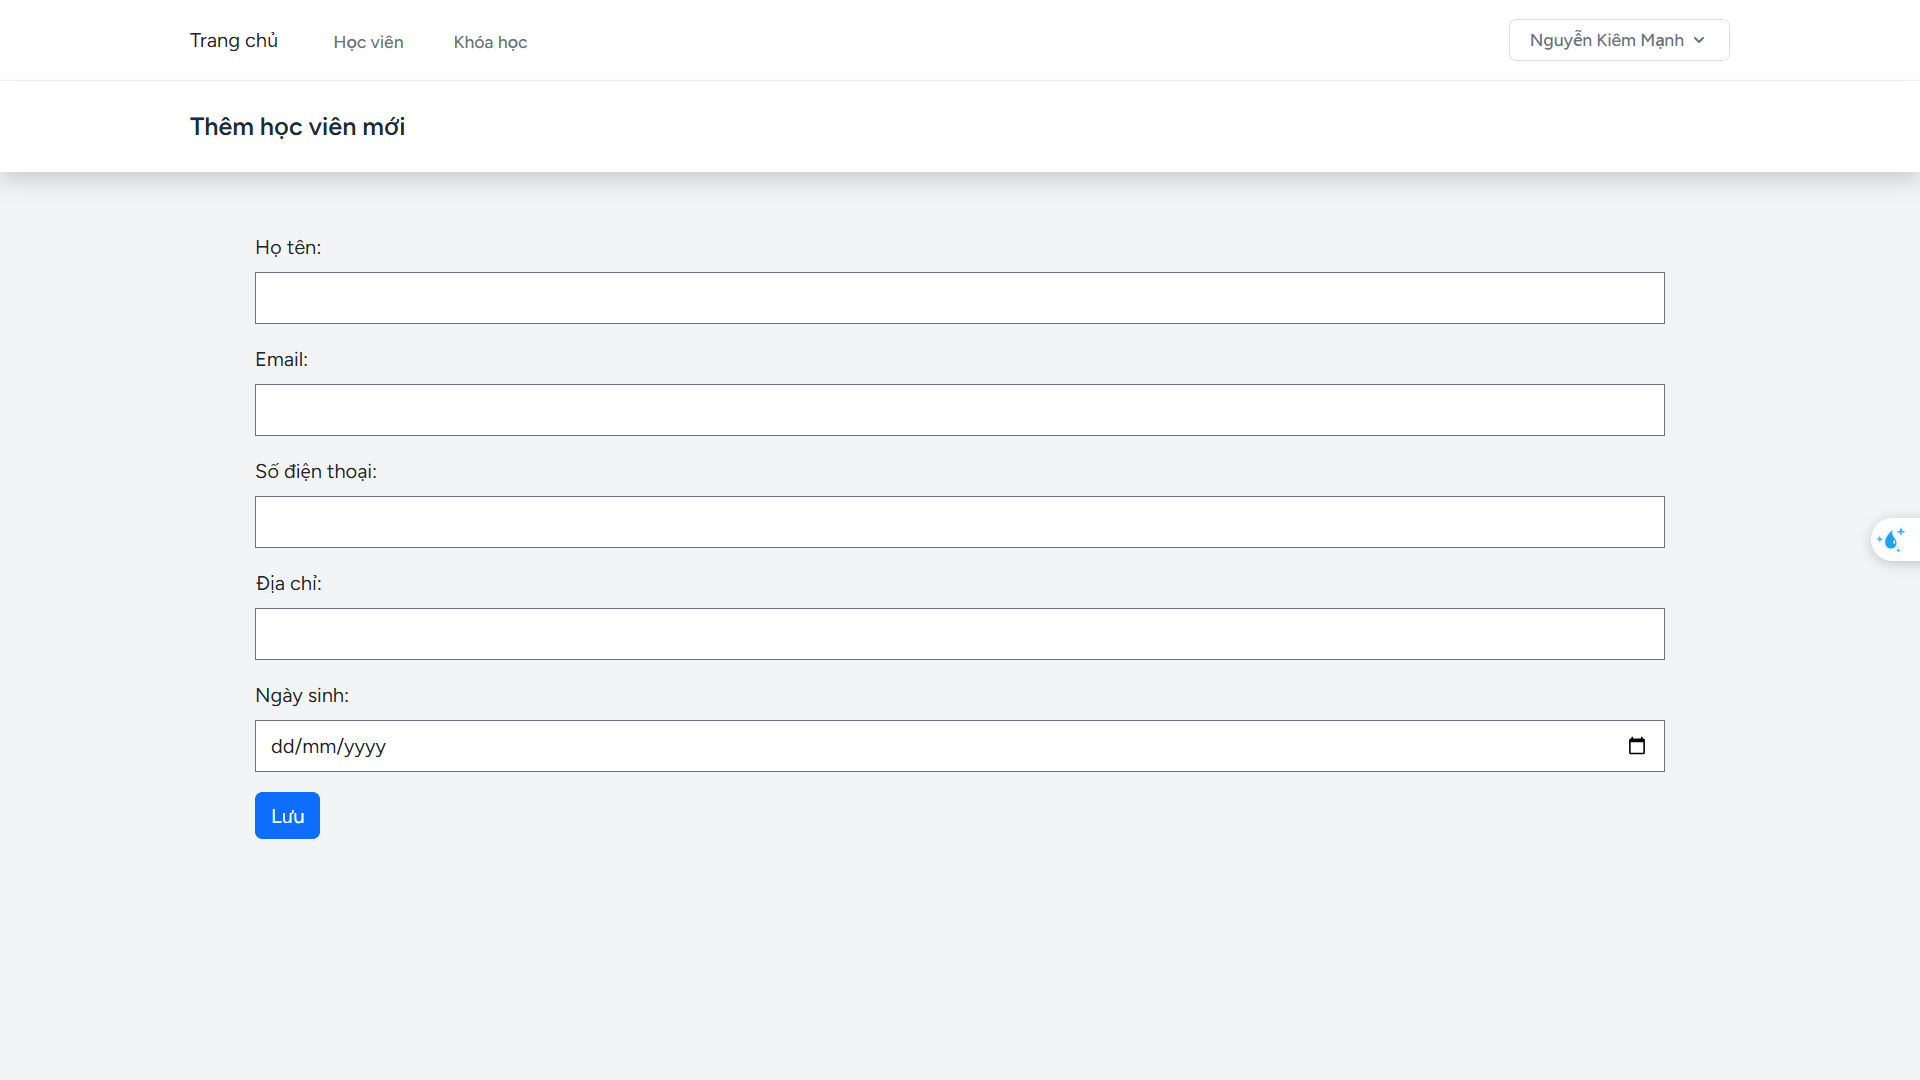 Trang chủ Học viên Khóa học Nguyễn Kiêm Mạnh
Thêm học viên mới
Họ tên:
Email:
Số điện thoại:
Địa chỉ:
Ngày sinh:
dd/mm/yyyy
Lưu